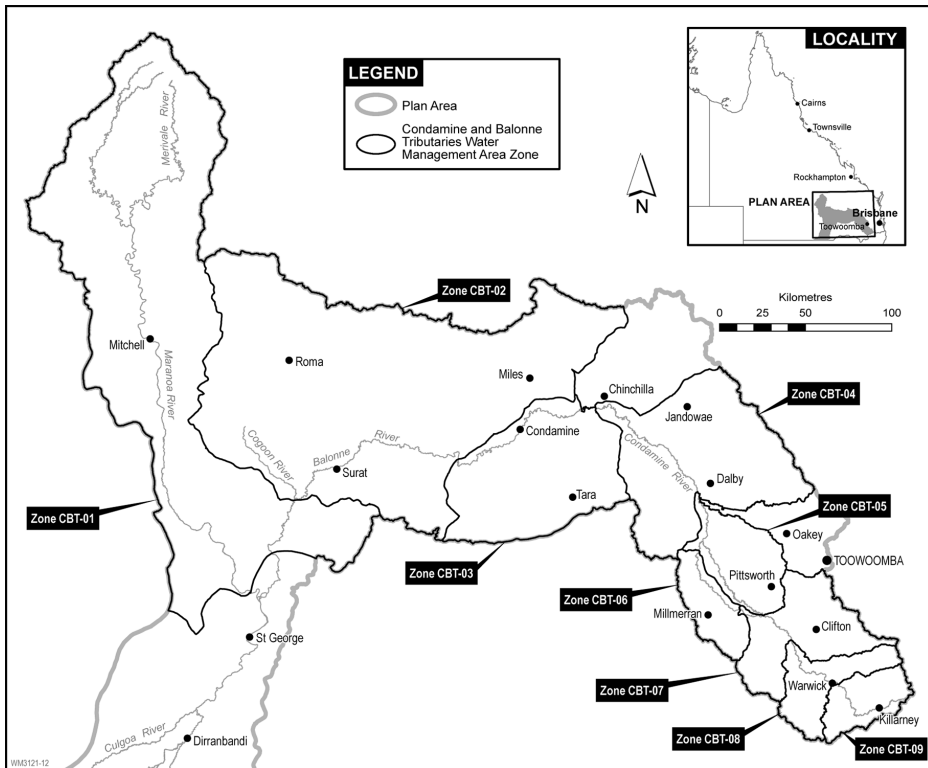 LOCALITY
Cairns
Townsville
Rockhampton
PLAN AREA
Brisbane
Toowoomba
LEGEND
Plan Area
Condamine and Balonne
Tributaries Water
Management Area Zone
N
Kilometres
0 25 50 100
Merivale River
Zone CBT-02
Mitchell
Maranoa River
Roma
Miles
Chinchilla
Jandowae
Zone CBT-04
Condamine
Condamine River
Cogoon River
Balonne River
Surat
Dalby
Tara
Zone CBT-01
Zone CBT-05
Oakey
TOOWOOMBA
Zone CBT-03
Pittsworth
Zone CBT-06
Millmerran
Clifton
St George
Zone CBT-07
Warwick
Killarney
Zone CBT-08
Zone CBT-09
Culgoa River
Dirranbandi
WM3121-12